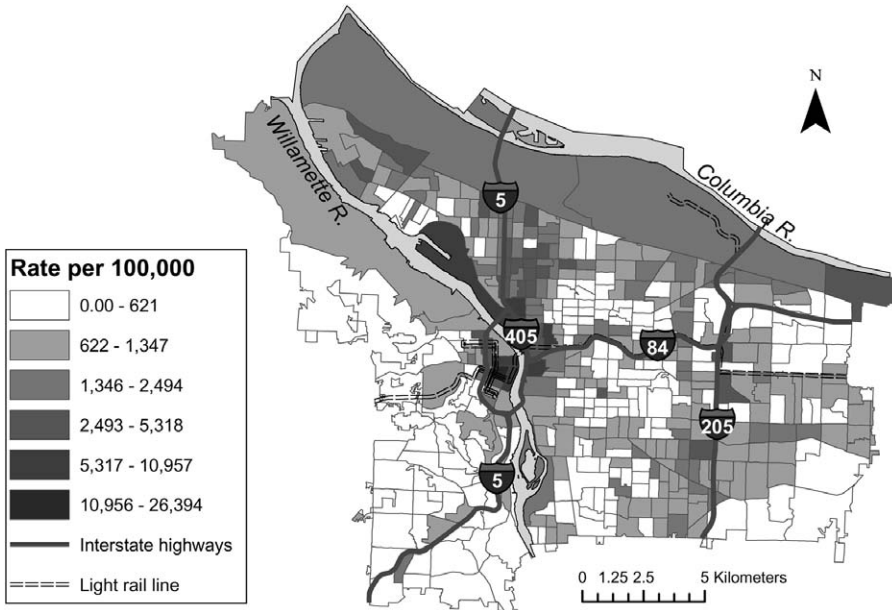 N
Willamette R.
Columbia R.
5
405
84
205
5
Rate per 100,000
0.00 - 621
622 - 1,347
1,346 - 2,494
2,493 - 5,318
5,317 - 10,957
10,956 - 26,394
Interstate highways
Light rail line
0 1.25 2.5 5 Kilometers